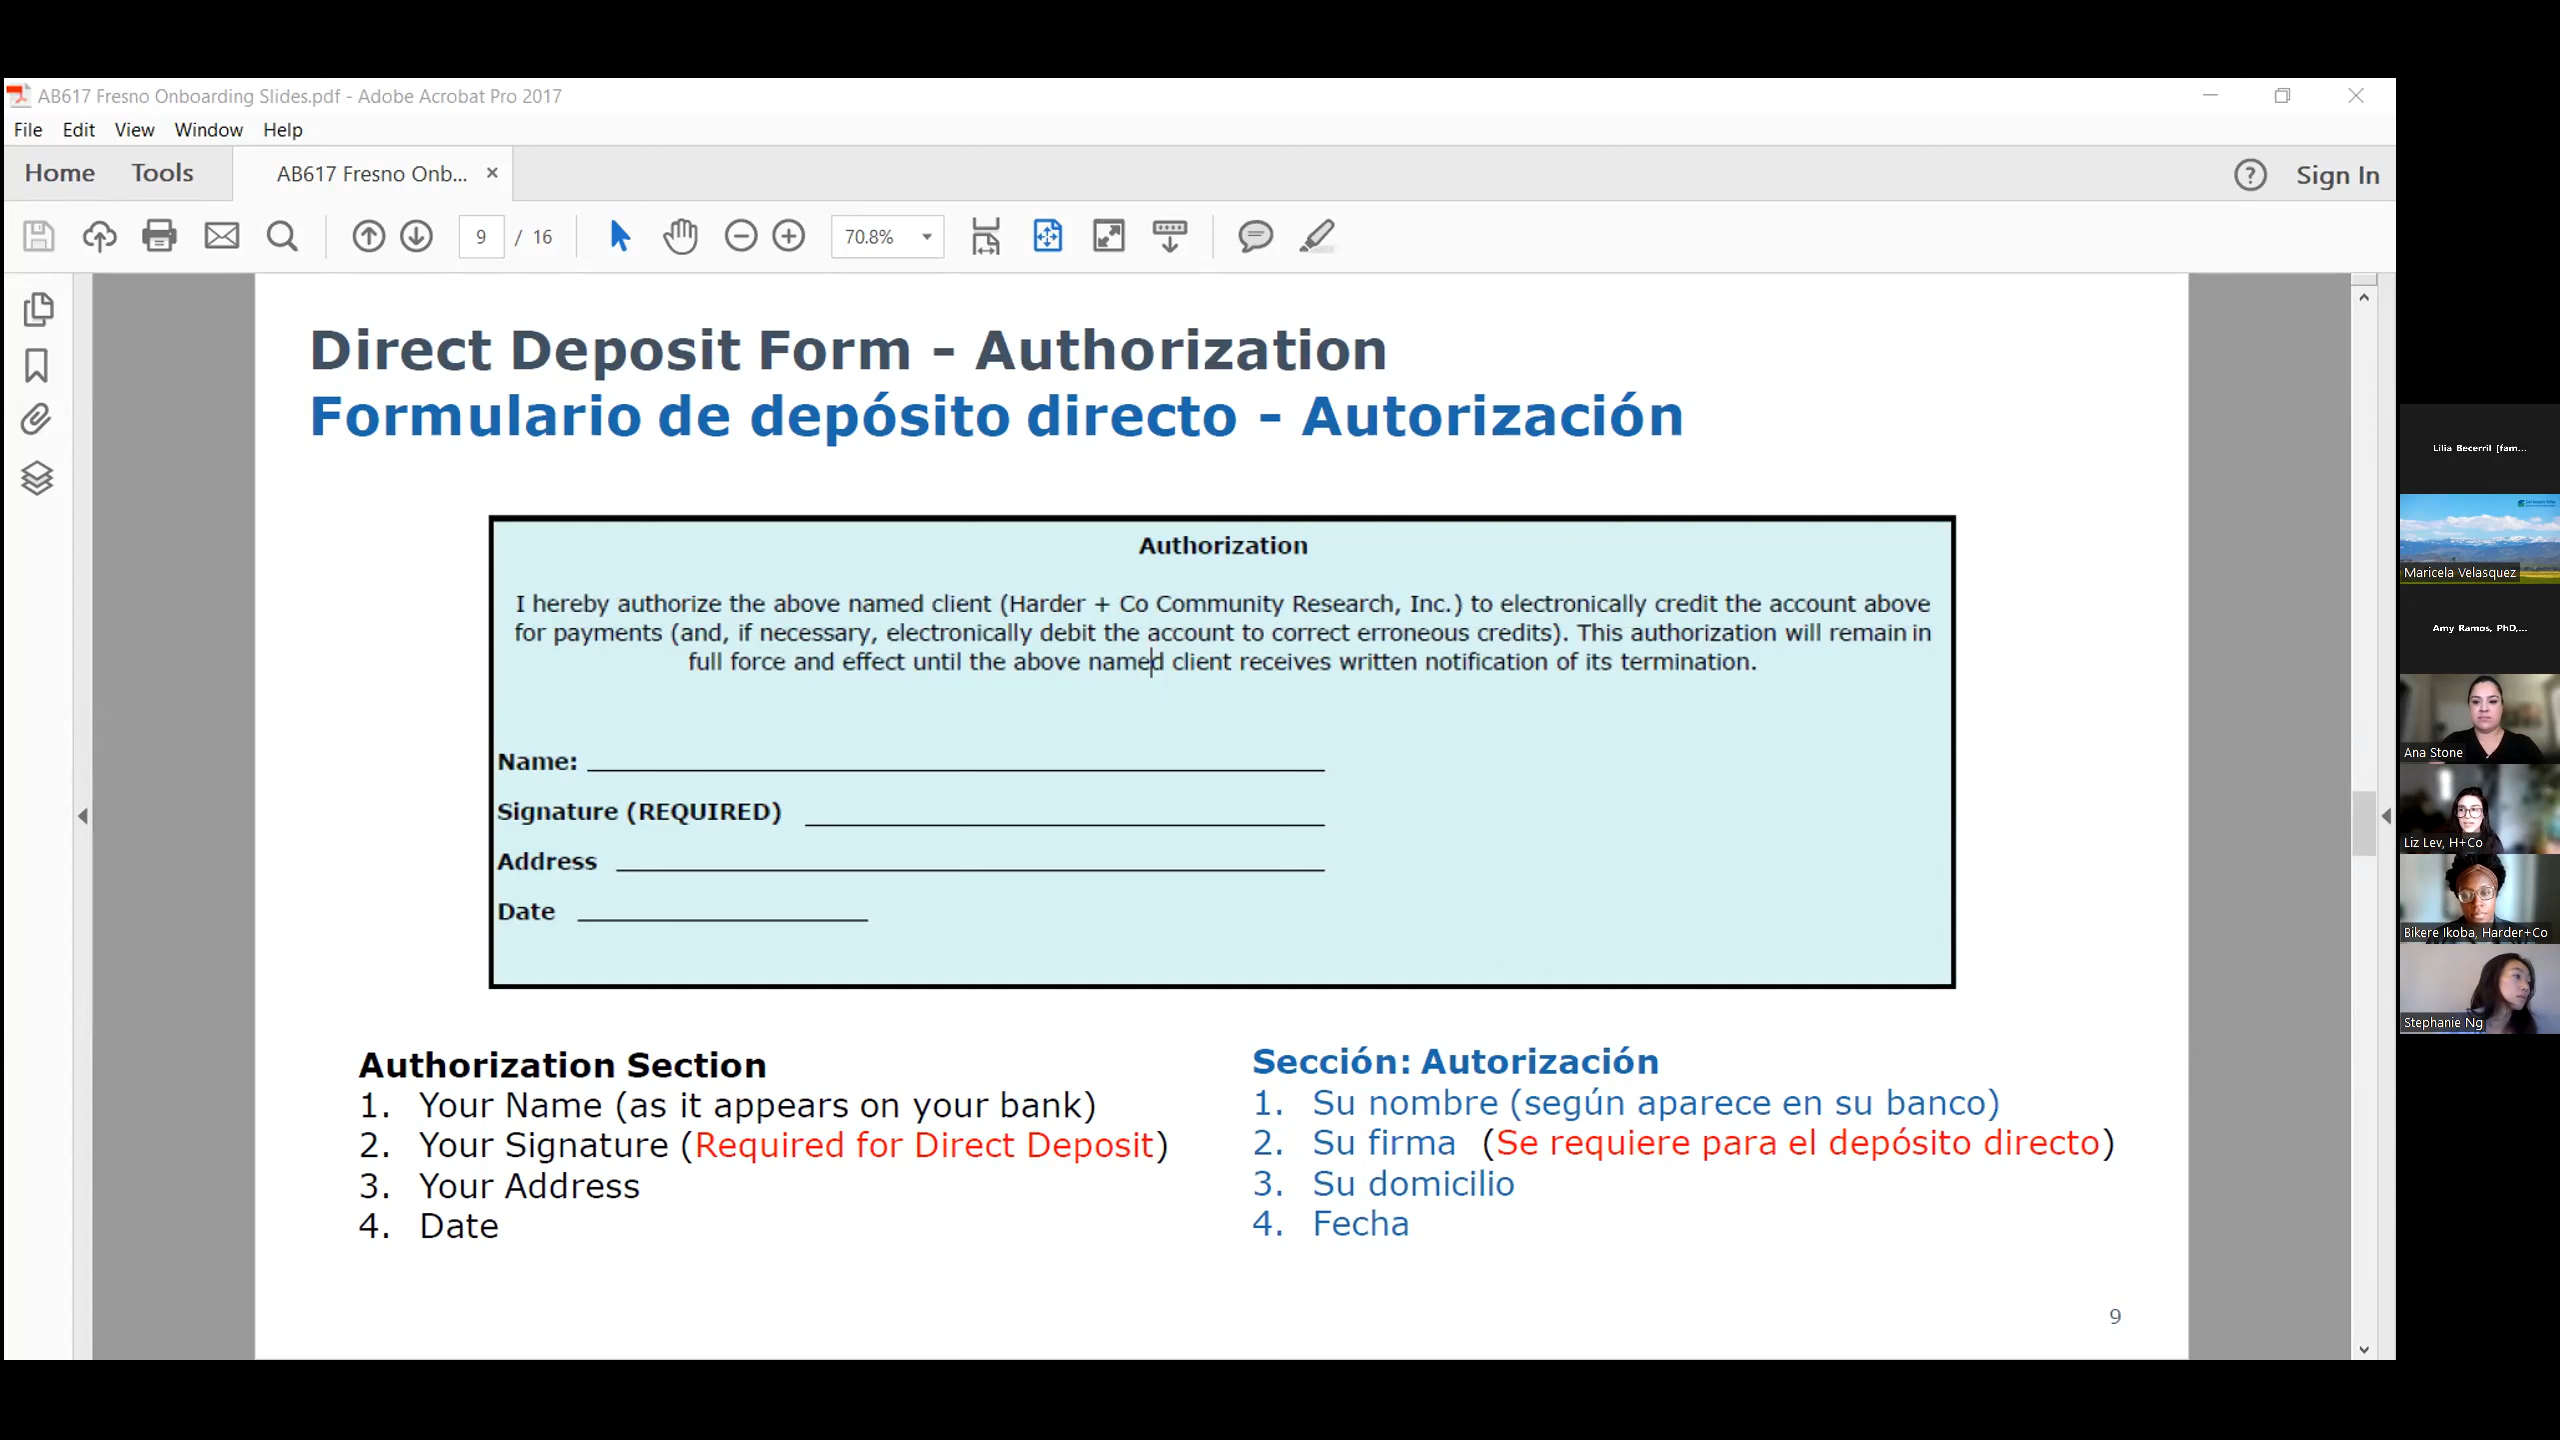 AB617 Fresno Onboarding Slides.pdf - Adobe Acrobat Pro 2017
File Edit View Window Help
Home Tools AB617 Fresno Onb... × ? Sign In
9 / 16 70.8%
Direct Deposit Form - Authorization
Formulario de depósito directo - Autorización
Authorization
I hereby authorize the above named client (Harder + Co Community Research, Inc.) to electronically credit the account above
for payments (and, if necessary, electronically debit the account to correct erroneous credits). This authorization will remain in
full force and effect until the above named client receives written notification of its termination.
Name:
Signature (REQUIRED)
Address
Date
Authorization Section
1. Your Name (as it appears on your bank)
2. Your Signature (Required for Direct Deposit)
3. Your Address
4. Date
Sección: Autorización
1. Su nombre (según aparece en su banco)
2. Su firma (Se requiere para el depósito directo)
3. Su domicilio
4. Fecha
9
Lilia Becerril (fam...
Maricela Velasquez
Amy Ramos, PhD,...
Ana Stone
Liz Lev, H+Co
Bikere Ikoba, Harder+Co
Stephanie Ng